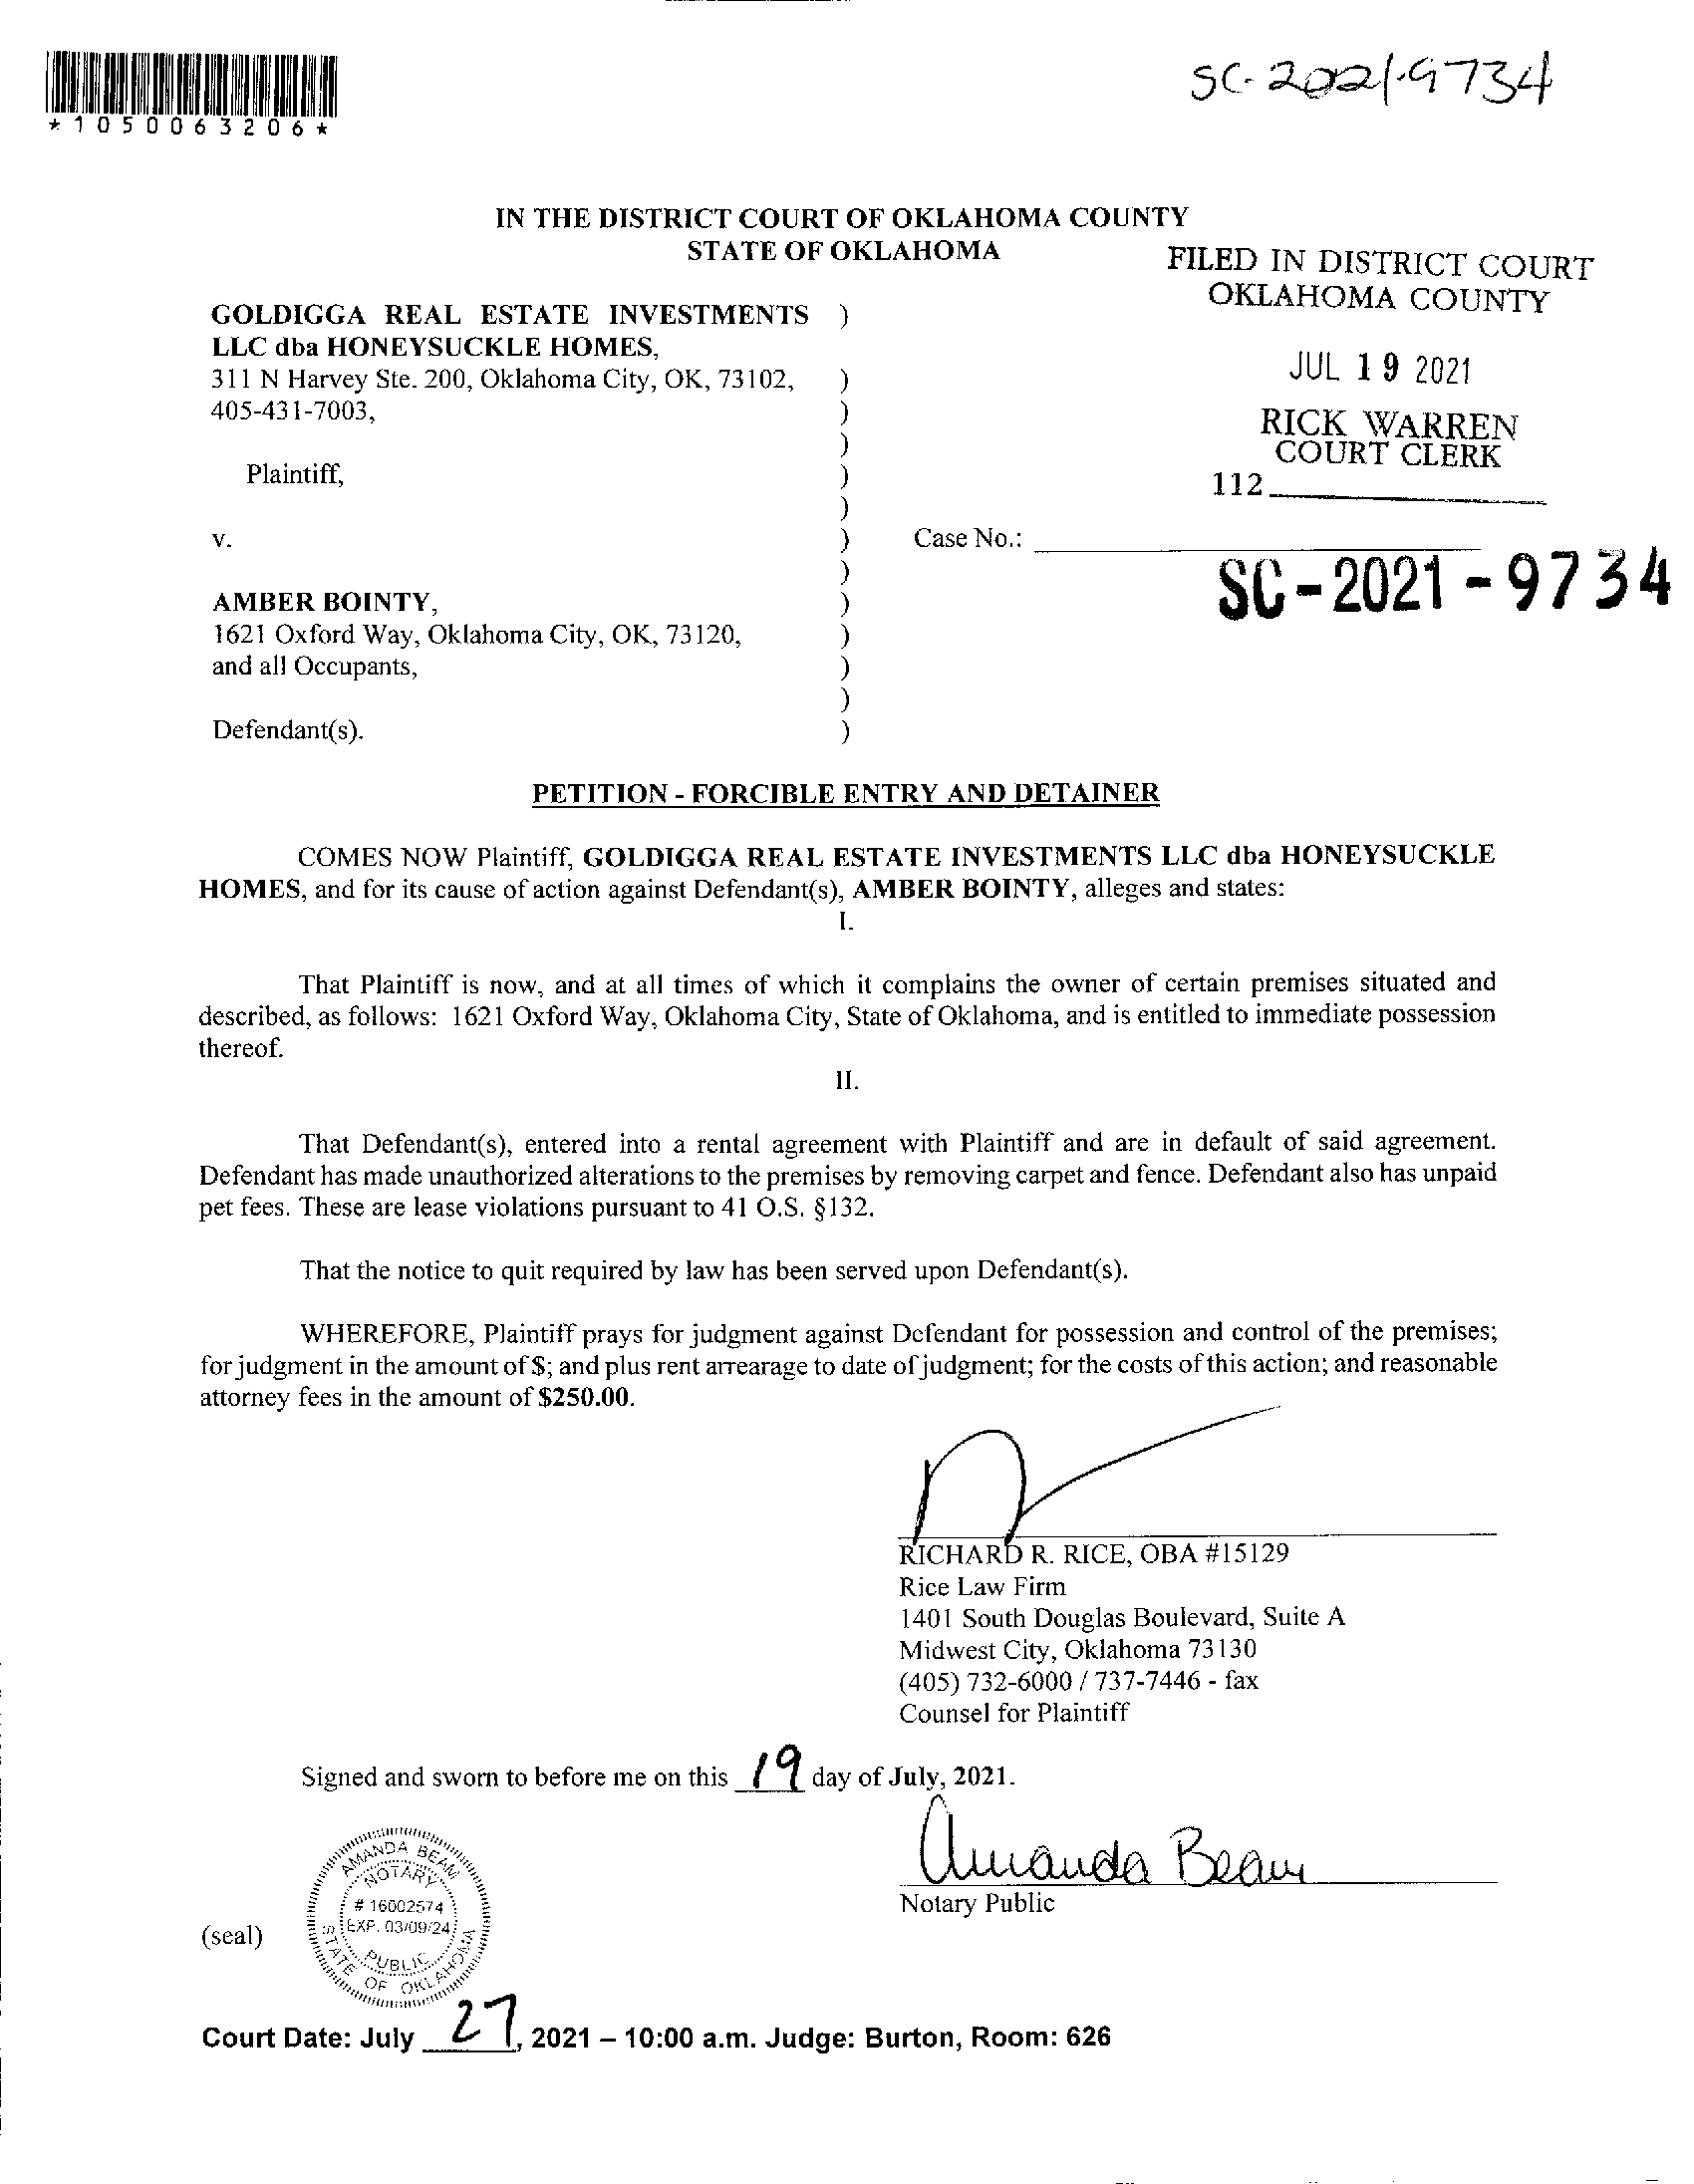 SC-2021-9734
*1050063206*
IN THE DISTRICT COURT OF OKLAHOMA COUNTY
STATE OF OKLAHOMA
FILED IN DISTRICT COURT
OKLAHOMA COUNTY
JUL 19 2021
RICK WARREN
COURT CLERK
112
GOLDIGGA REAL ESTATE INVESTMENTS )
LLC dba HONEYSUCKLE HOMES,
311 N Harvey Ste. 200, Oklahoma City, OK, 73102, )
405-431-7003, )
)
Plaintiff, )
)
v. ) Case No.:
SC-2021-9734
)
AMBER BOINTY, )
1621 Oxford Way, Oklahoma City, OK, 73120, )
and all Occupants, )
)
Defendant(s). )
PETITION - FORCIBLE ENTRY AND DETAINER
COMES NOW Plaintiff, GOLDIGGA REAL ESTATE INVESTMENTS LLC dba HONEYSUCKLE
HOMES, and for its cause of action against Defendant(s), AMBER BOINTY, alleges and states:
I.
That Plaintiff is now, and at all times of which it complains the owner of certain premises situated and
described, as follows: 1621 Oxford Way, Oklahoma City, State of Oklahoma, and is entitled to immediate possession
thereof.
II.
That Defendant(s), entered into a rental agreement with Plaintiff and are in default of said agreement.
Defendant has made unauthorized alterations to the premises by removing carpet and fence. Defendant also has unpaid
pet fees. These are lease violations pursuant to 41 O.S. §132.
That the notice to quit required by law has been served upon Defendant(s).
WHEREFORE, Plaintiff prays for judgment against Defendant for possession and control of the premises;
for judgment in the amount of $; and plus rent arrearage to date of judgment; for the costs of this action; and reasonable
attorney fees in the amount of $250.00.
RICHARD R. RICE, OBA #15129
Rice Law Firm
1401 South Douglas Boulevard, Suite A
Midwest City, Oklahoma 73130
(405) 732-6000 / 737-7446 - fax
Counsel for Plaintiff
Signed and sworn to before me on this 19 day of July, 2021.
Amanda Beam
Notary Public
(seal)
AMANDA BEAM
NOTARY
# 16002574
EXP. 03/09/24
PUBLIC
STATE OF OKLAHOMA
Court Date: July 27, 2021 – 10:00 a.m. Judge: Burton, Room: 626